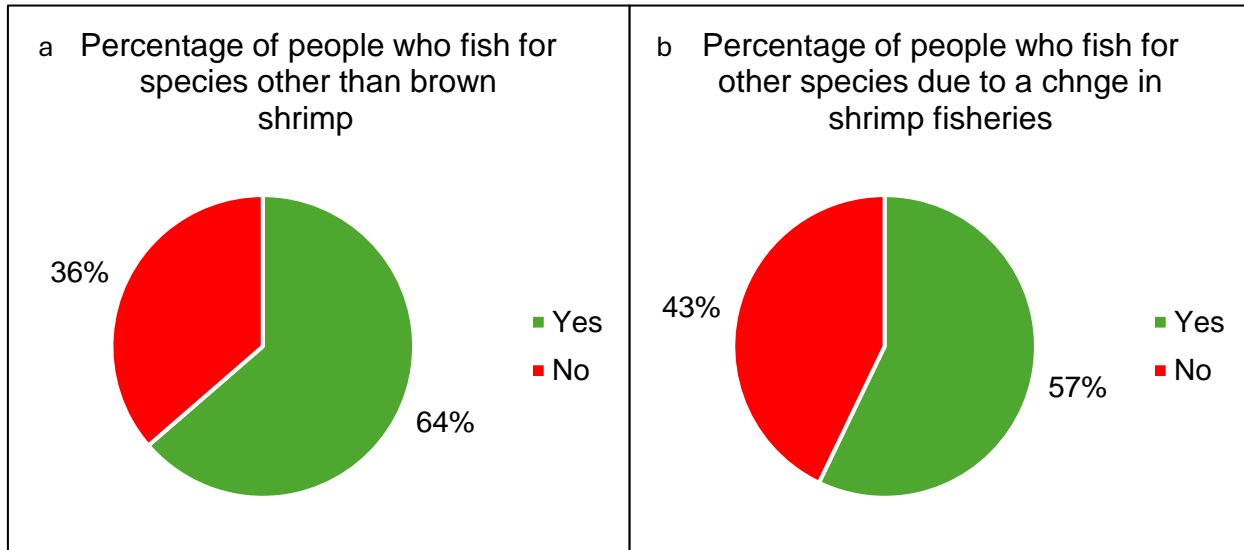 a Percentage of people who fish for
species other than brown
shrimp
36%
64%
Yes
No
b Percentage of people who fish for
other species due to a chnge in
shrimp fisheries
43%
57%
Yes
No